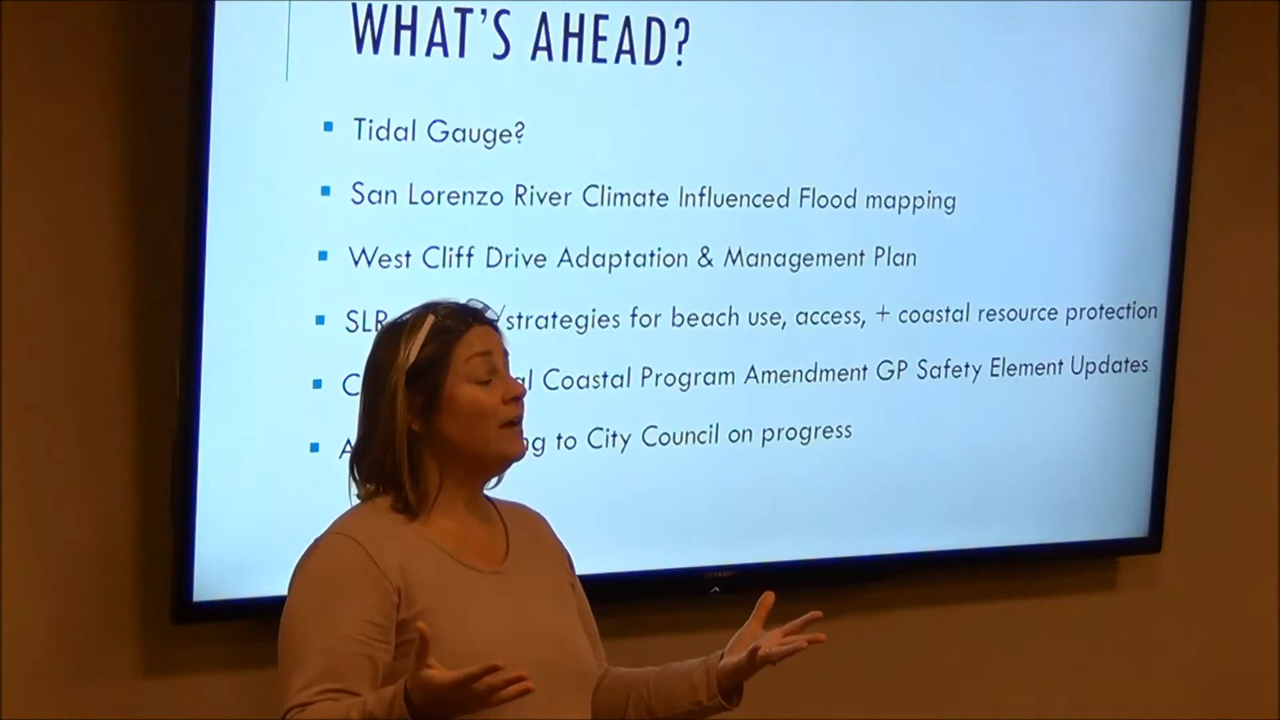 WHAT'S AHEAD?
Tidal Gauge?
San Lorenzo River Climate Influenced Flood mapping
West Cliff Drive Adaptation & Management Plan
SLR /strategies for beach use, access, + coastal resource protection
Coastal Program Amendment GP Safety Element Updates
to City Council on progress